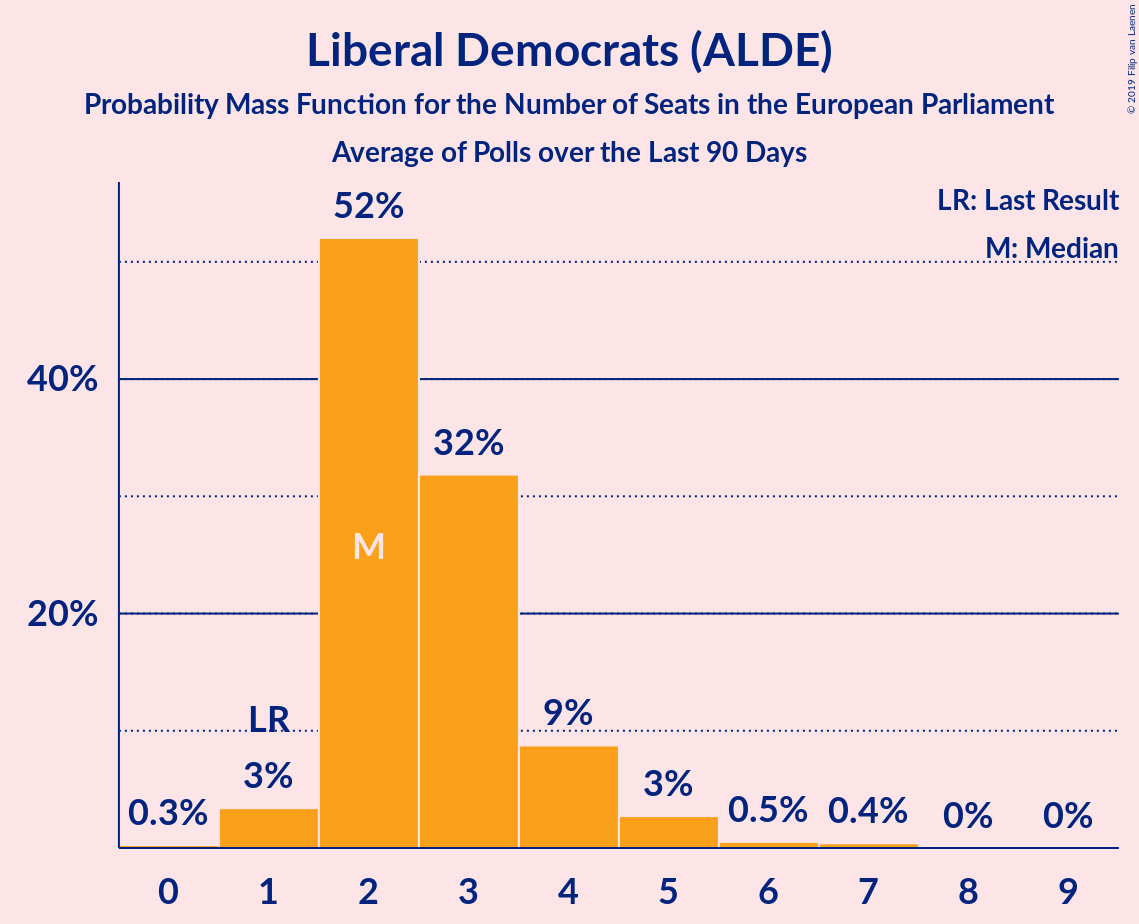 Liberal Democrats (ALDE)
Probability Mass Function for the Number of Seats in the European Parliament
Average of Polls over the Last 90 Days
© 2019 Filip van Laenen
LR: Last Result
M: Median
52%
40%
32%
M
20%
LR
9%
3%
3%
0.3%
0.5%
0.4%
0%
0%
0 1 2 3 4 5 6 7 8 9